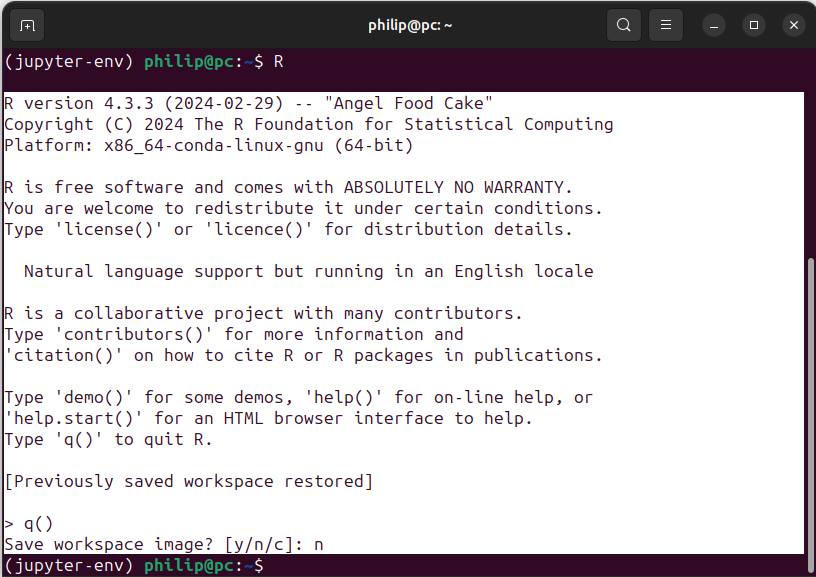 philip@pc: ~
(jupyter-env) philip@pc:~$ R
R version 4.3.3 (2024-02-29) -- "Angel Food Cake"
Copyright (C) 2024 The R Foundation for Statistical Computing
Platform: x86_64-conda-linux-gnu (64-bit)
R is free software and comes with ABSOLUTELY NO WARRANTY.
You are welcome to redistribute it under certain conditions.
Type 'license()' or 'licence()' for distribution details.
Natural language support but running in an English locale
R is a collaborative project with many contributors.
Type 'contributors()' for more information and
'citation()' on how to cite R or R packages in publications.
Type 'demo()' for some demos, 'help()' for on-line help, or
'help.start()' for an HTML browser interface to help.
Type 'q()' to quit R.
[Previously saved workspace restored]
> q()
Save workspace image? [y/n/c]: n
(jupyter-env) philip@pc:~$